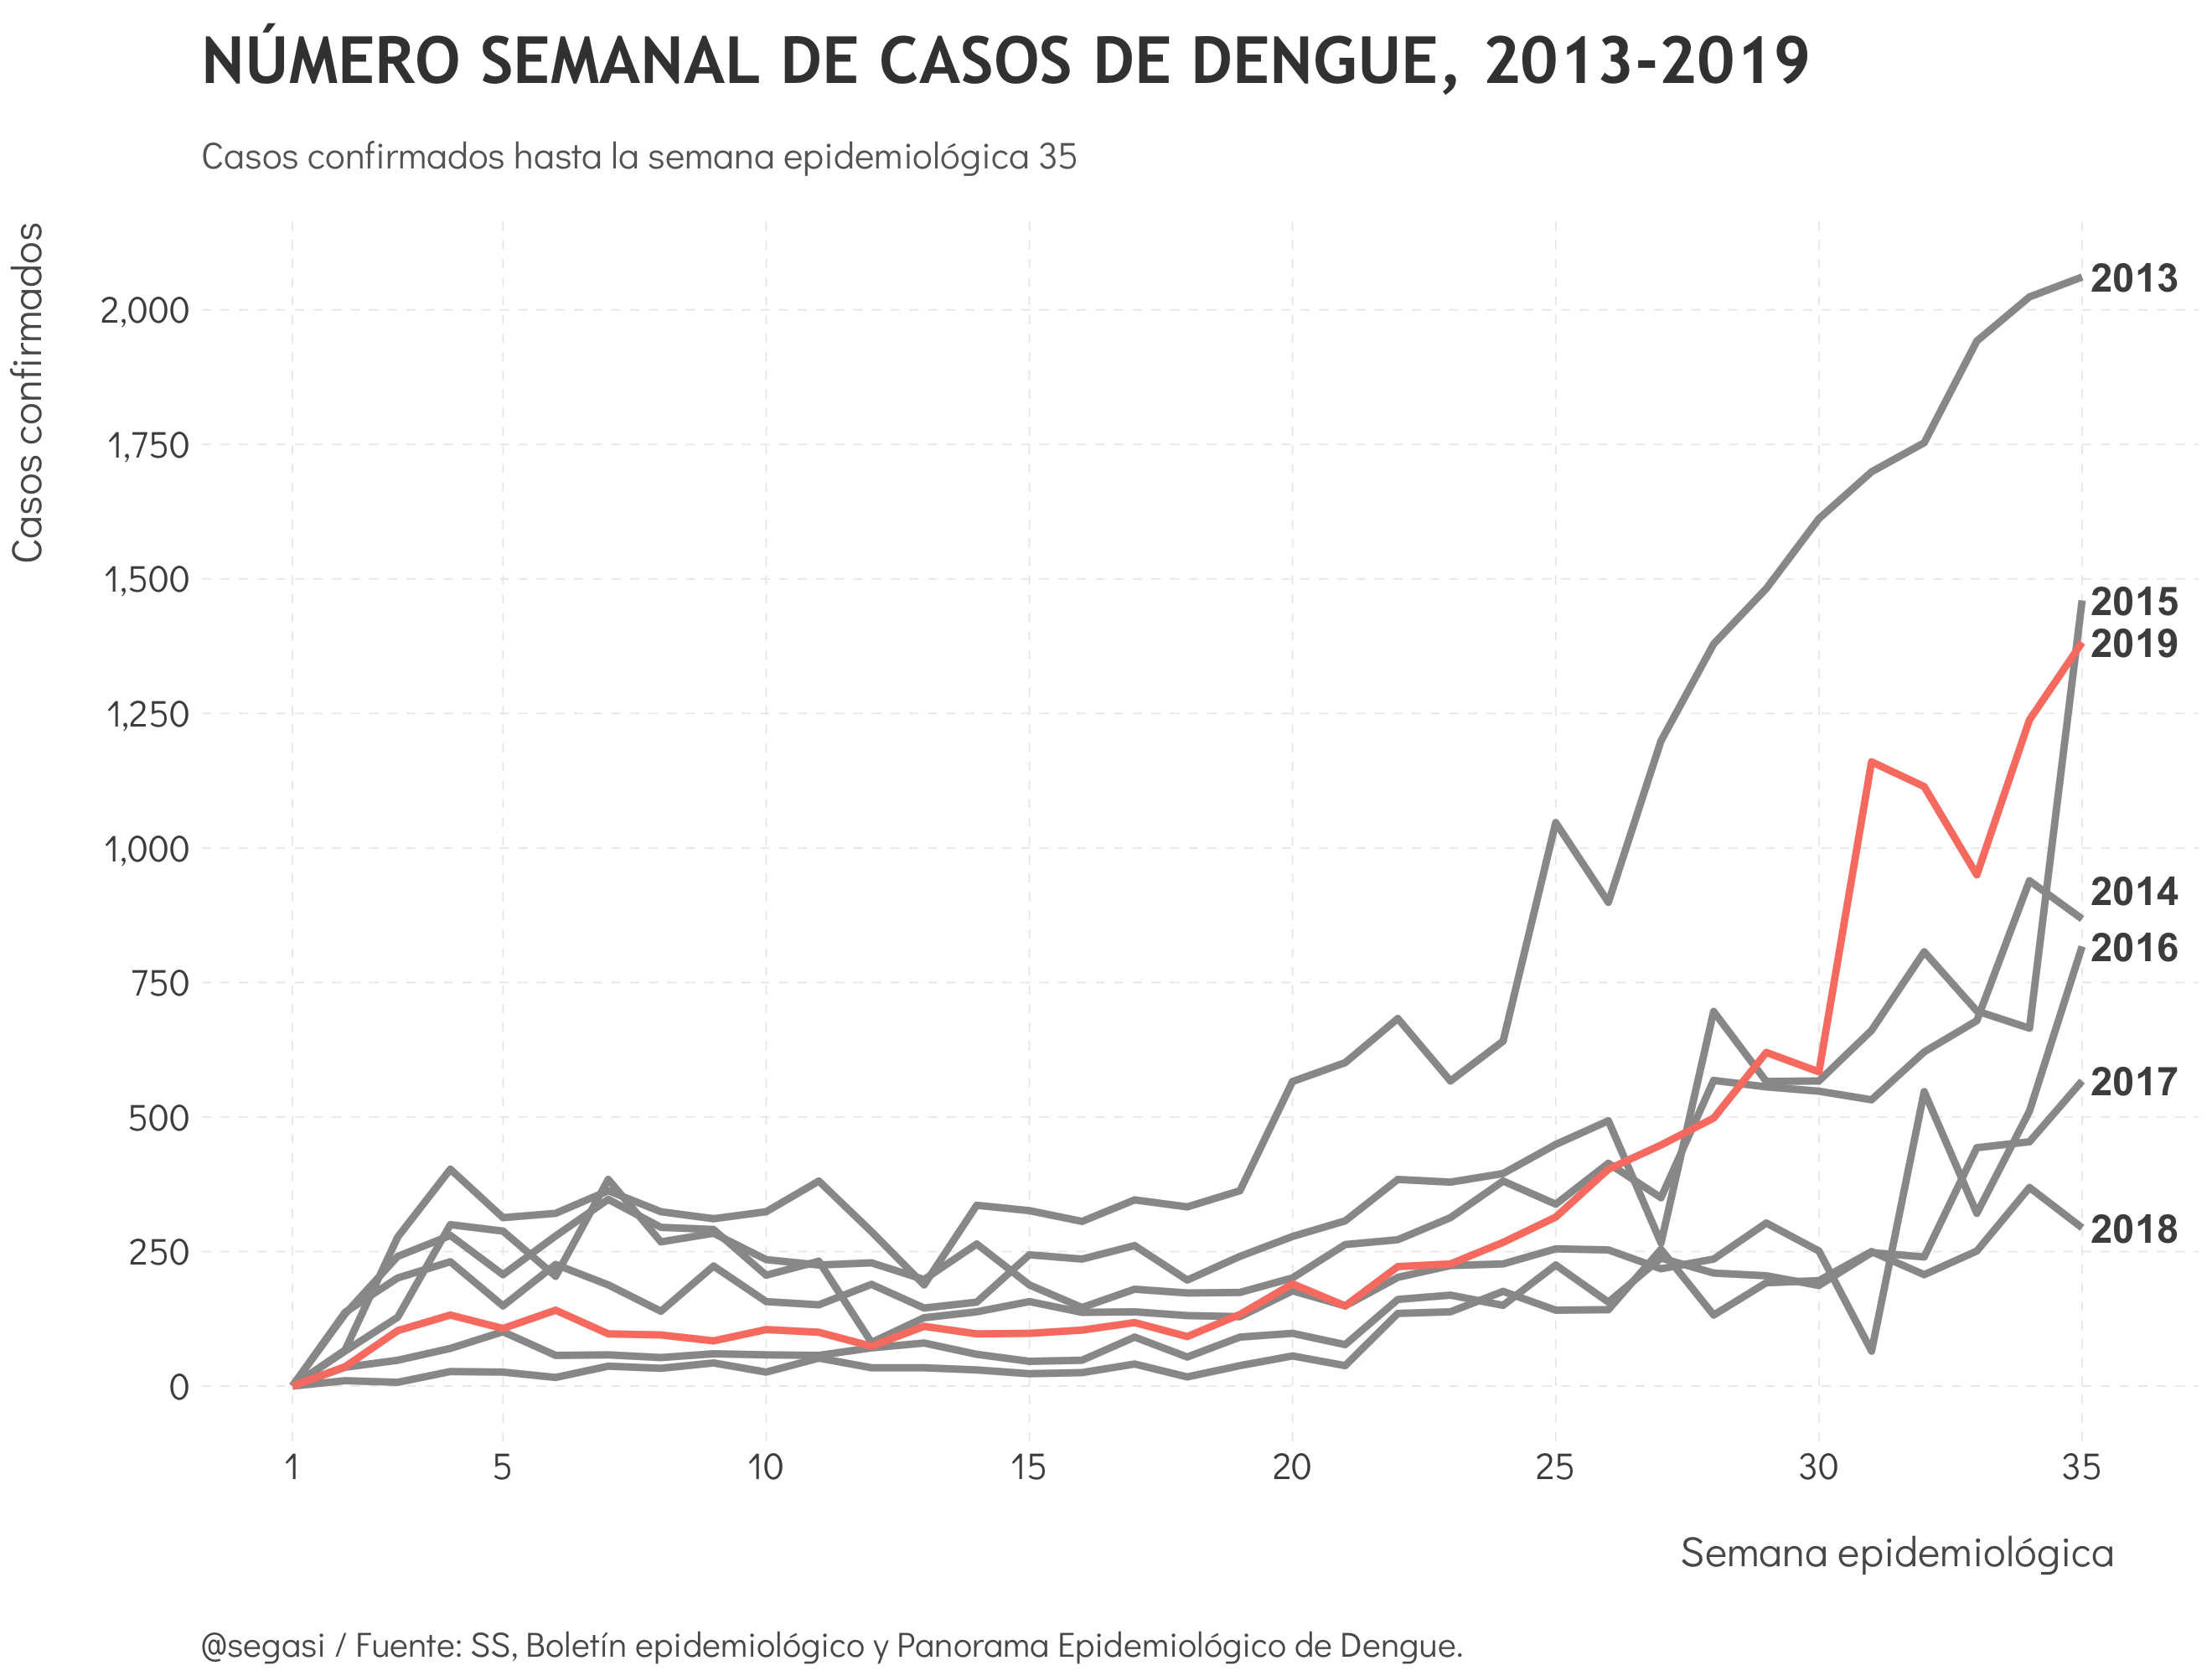 NÚMERO SEMANAL DE CASOS DE DENGUE, 2013-2019
Casos confirmados hasta la semana epidemiológica 35
Casos confirmados
2,000
1,750
1,500
1,250
1,000
750
500
250
0
2013
2015
2019
2014
2016
2017
2018
1 5 10 15 20 25 30 35
Semana epidemiológica
@segasi / Fuente: SS, Boletín epidemiológico y Panorama Epidemiológico de Dengue.